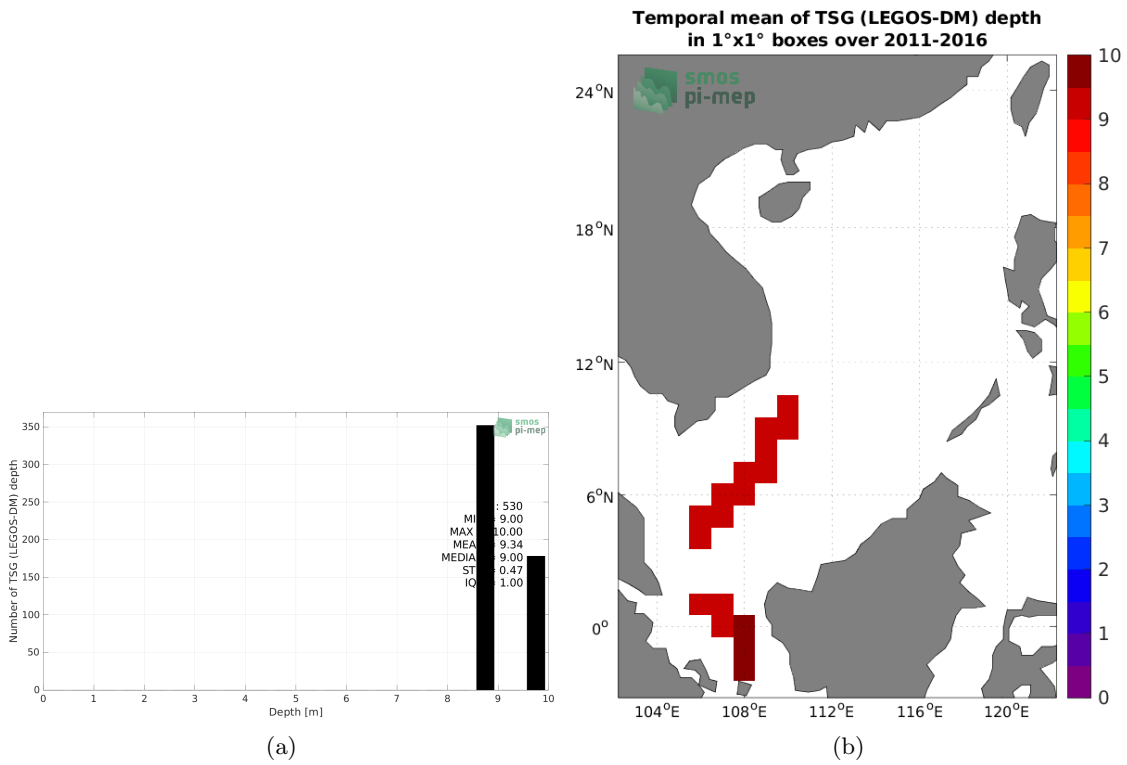 Temporal mean of TSG (LEGOS-DM) depth
in 1°x1° boxes over 2011-2016
smos
pi-mep
24°N
18°N
12°N
6°N
0°
104°E 108°E 112°E 116°E 120°E
10
9
8
7
6
5
4
3
2
1
0
Number of TSG (LEGOS-DM) depth
350
300
250
200
150
100
50
0
smos
pi-mep
: 530
9.00
MAX 10.00
9.34
9.00
0.47
1.00
0 1 2 3 4 5 6 7 8 9 10
Depth [m]
(a) (b)